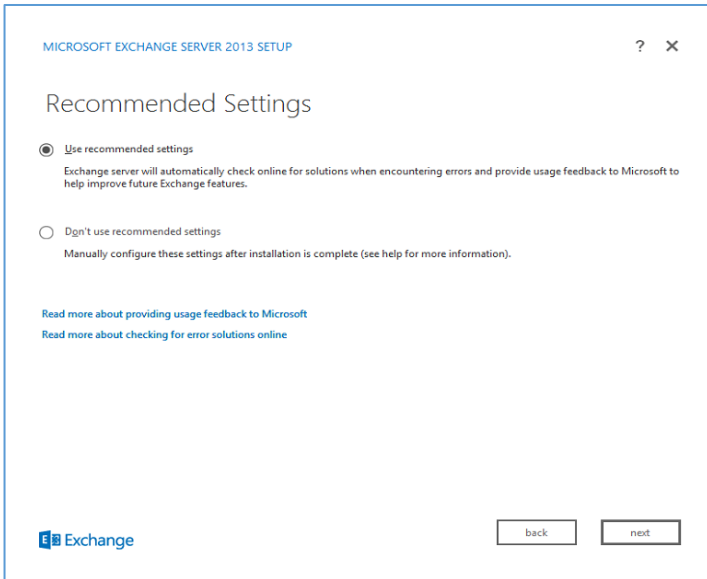 MICROSOFT EXCHANGE SERVER 2013 SETUP
? ✕
Recommended Settings
Use recommended settings
Exchange server will automatically check online for solutions when encountering errors and provide usage feedback to Microsoft to
help improve future Exchange features.
Don't use recommended settings
Manually configure these settings after installation is complete (see help for more information).
Read more about providing usage feedback to Microsoft
Read more about checking for error solutions online
E Exchange
back
next